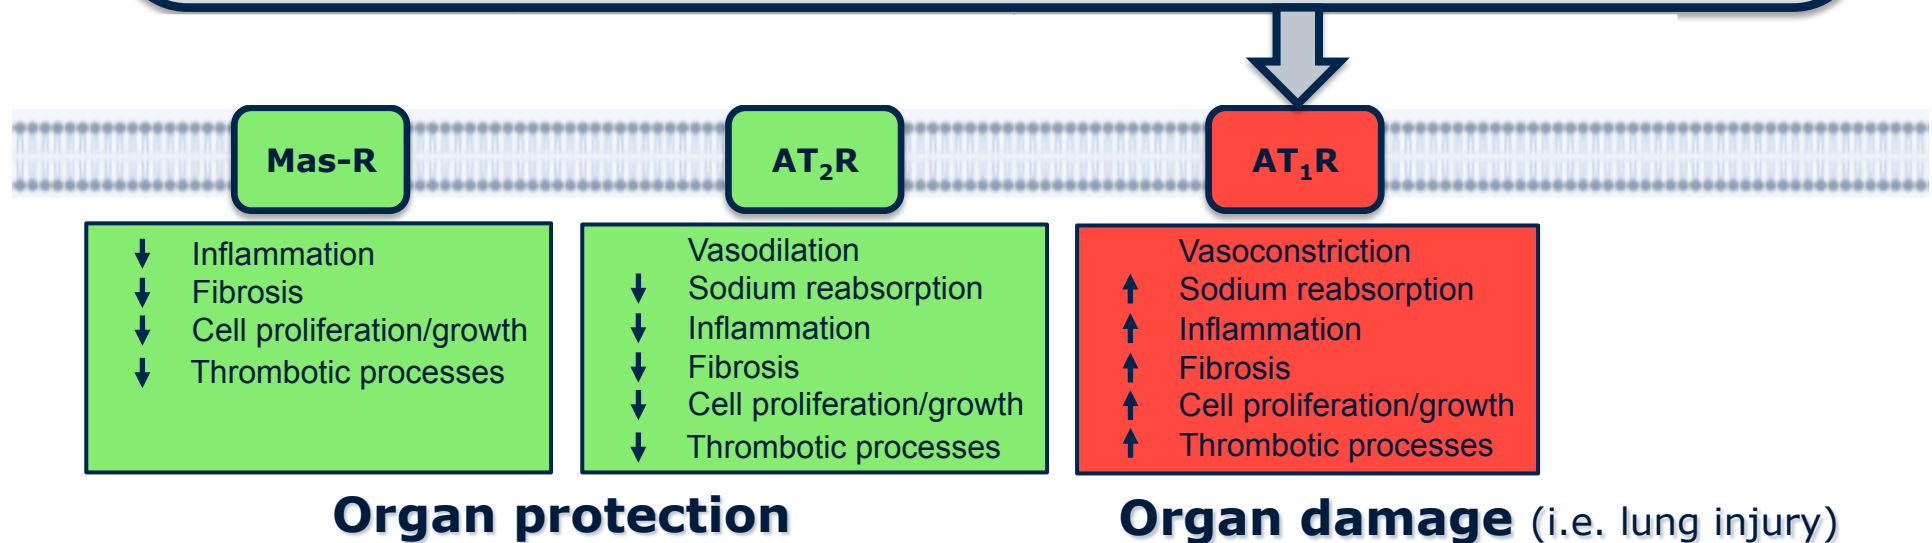 Mas-R
AT₂R
AT₁R
↓ Inflammation
↓ Fibrosis
↓ Cell proliferation/growth
↓ Thrombotic processes
Vasodilation
↓ Sodium reabsorption
↓ Inflammation
↓ Fibrosis
↓ Cell proliferation/growth
↓ Thrombotic processes
Vasoconstriction
↑ Sodium reabsorption
↑ Inflammation
↑ Fibrosis
↑ Cell proliferation/growth
↑ Thrombotic processes
Organ protection
Organ damage (i.e. lung injury)